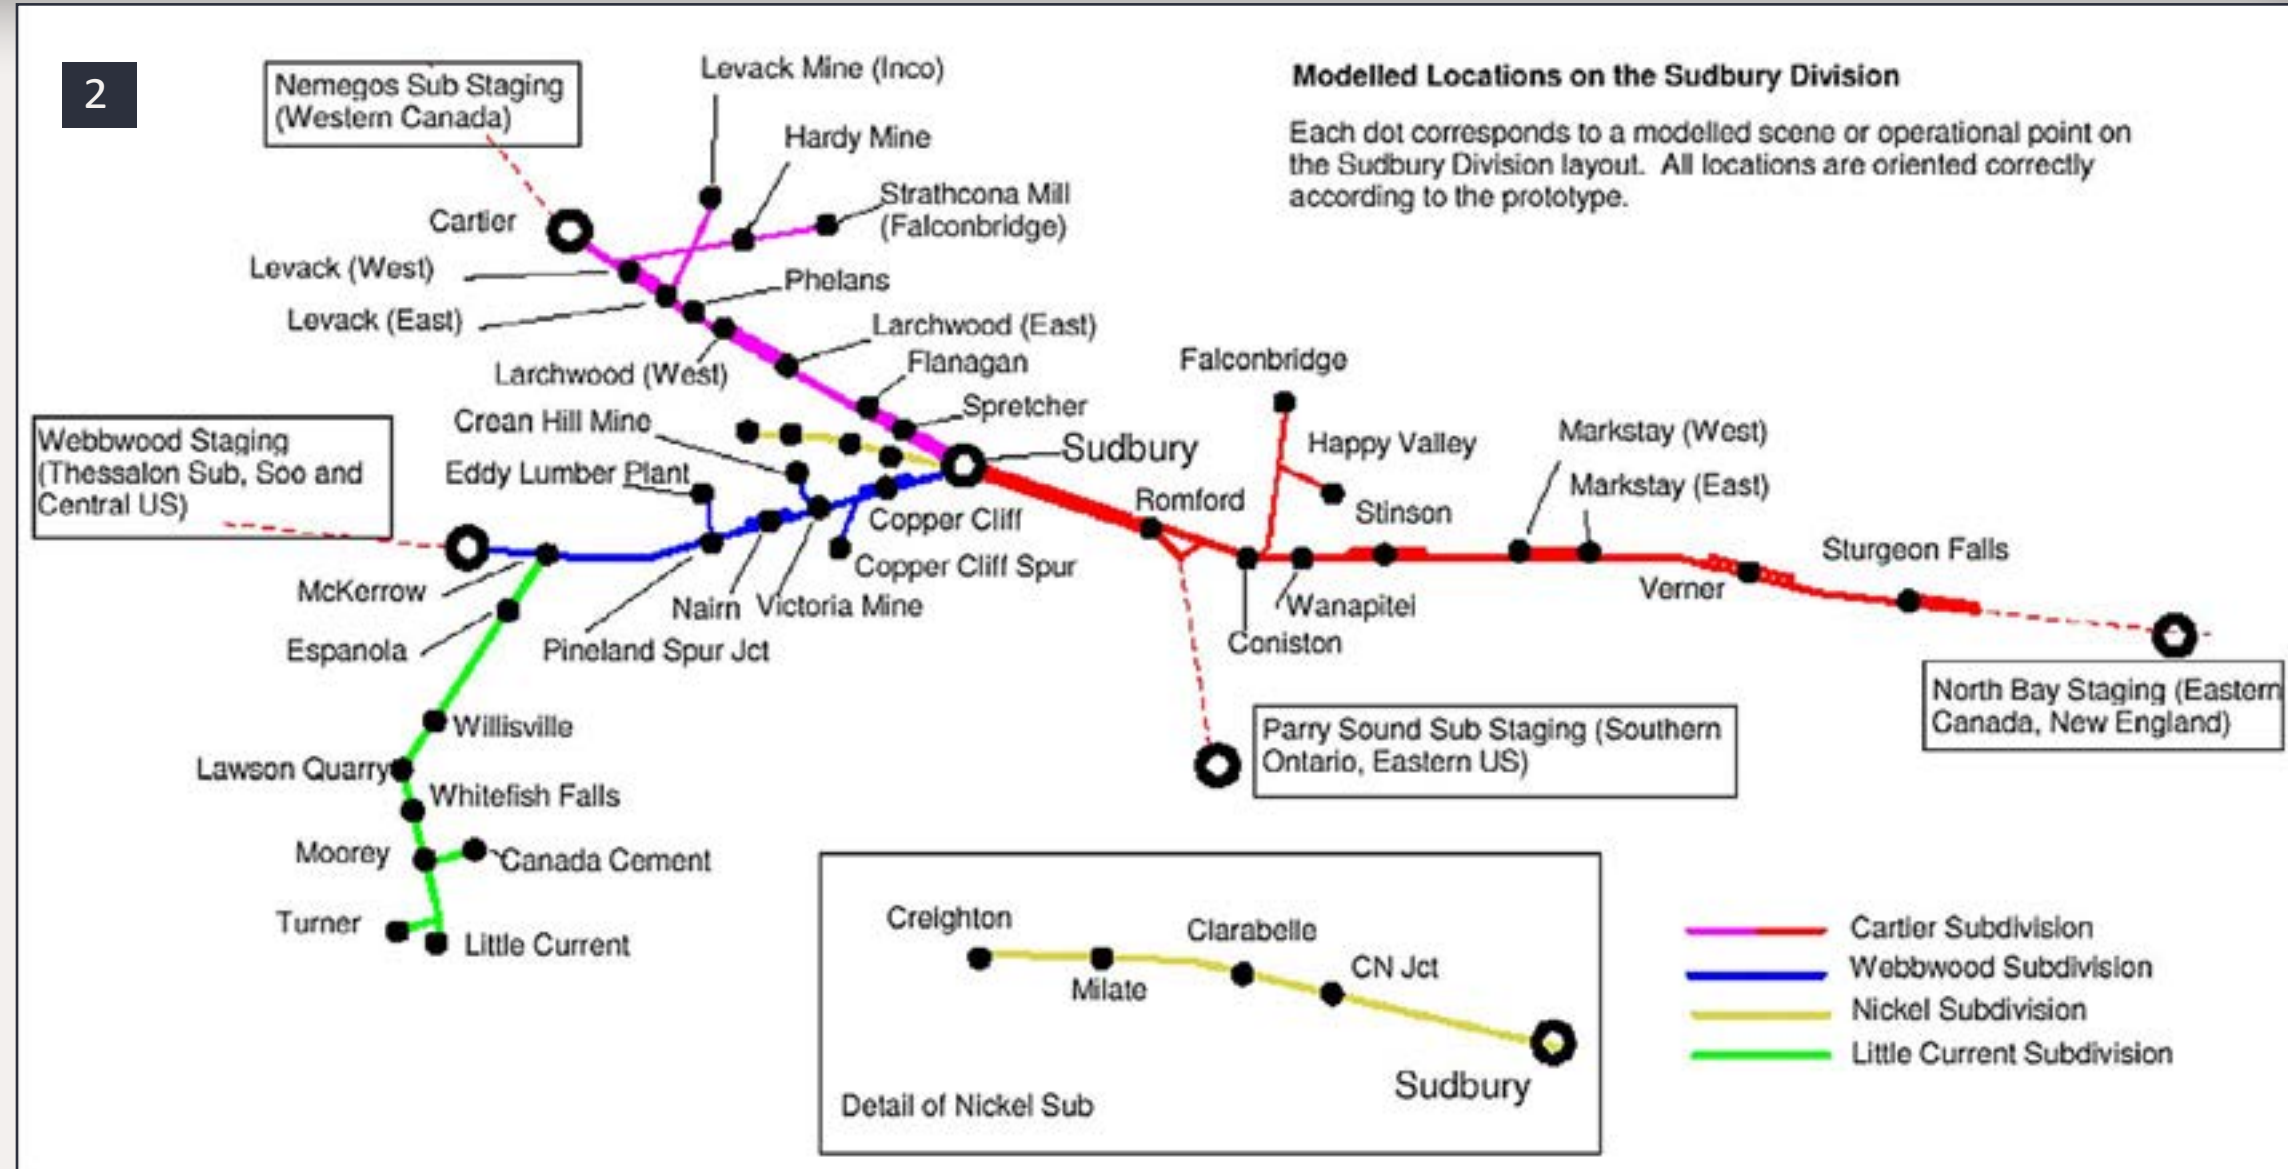 2
Nemegos Sub Staging
(Western Canada)
Levack Mine (Inco)
Hardy Mine
Strathcona Mill
(Falconbridge)
Cartier
Levack (West)
Levack (East)
Phelans
Larchwood (East)
Larchwood (West)
Flanagan
Spretcher
Modelled Locations on the Sudbury Division
Each dot corresponds to a modelled scene or operational point on
the Sudbury Division layout. All locations are oriented correctly
according to the prototype.
Crean Hill Mine
Eddy Lumber Plant
Webbwood Staging
(Thessalon Sub, Soo and
Central US)
Sudbury
Copper Cliff
Copper Cliff Spur
McKerrow
Nairn
Victoria Mine
Espanola
Pineland Spur Jct
Falconbridge
Happy Valley
Stinson
Romford
Markstay (West)
Markstay (East)
Wanapitei
Coniston
Verner
Sturgeon Falls
North Bay Staging (Eastern
Canada, New England)
Parry Sound Sub Staging (Southern
Ontario, Eastern US)
Willisville
Lawson Quarry
Whitefish Falls
Moorey
Canada Cement
Turner
Little Current
Creighton
Milate
Clarabelle
CN Jct
Sudbury
Detail of Nickel Sub
Cartier Subdivision
Webbwood Subdivision
Nickel Subdivision
Little Current Subdivision